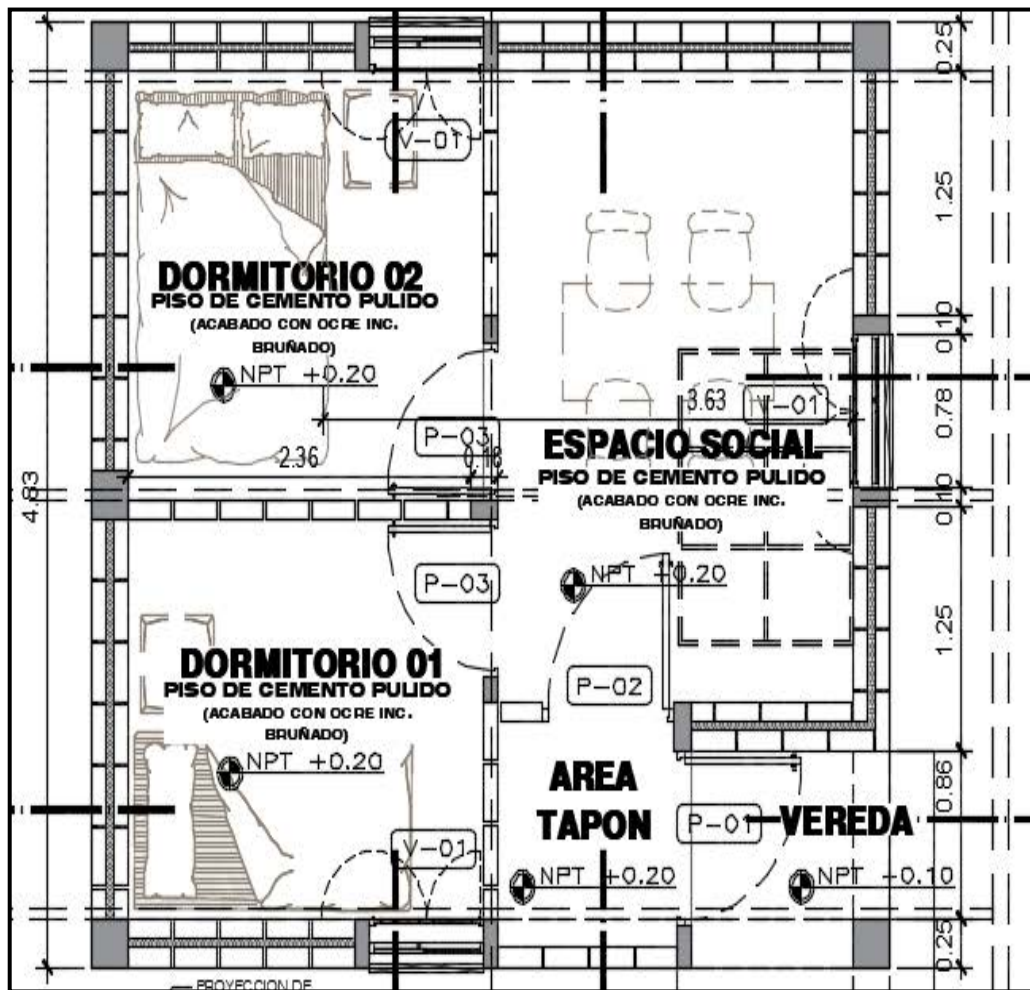 0.25
V-01
1.25
DORMITORIO 02
PISO DE CEMENTO PULIDO
(ACABADO CON OCRE INC.
BRUÑADO)
NPT +0.20
0.10
0.78
3.63
V-01
P-03
2.36
0.18
ESPACIO SOCIAL
PISO DE CEMENTO PULIDO
(ACABADO CON OCRE INC.
BRUÑADO)
4.83
0.10
P-03
NPT +0.20
1.25
DORMITORIO 01
PISO DE CEMENTO PULIDO
(ACABADO CON OCRE INC.
BRUÑADO)
P-02
NPT +0.20
AREA
TAPON
P-01
VEREDA
0.86
V-01
NPT +0.20
NPT +0.10
0.25
PROYECCION DE